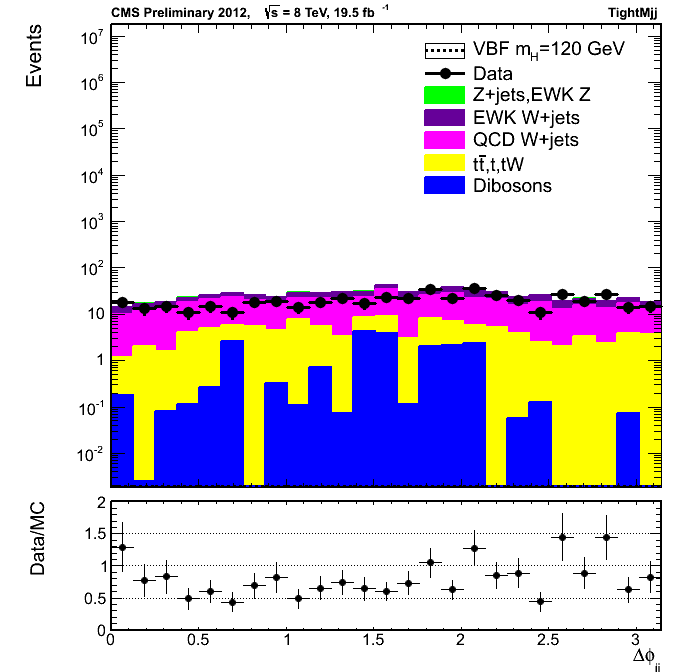 CMS Preliminary 2012, √s = 8 TeV, 19.5 fb⁻¹ TightMjj
Events
10⁷
10⁶
10⁵
10⁴
10³
10²
10
1
10⁻¹
10⁻²
VBF m_H=120 GeV
Data
Z+jets,EWK Z
EWK W+jets
QCD W+jets
tt̄,t,tW
Dibosons
Data/MC
2
1.5
1
0.5
0
0 0.5 1 1.5 2 2.5 3
Δϕ_jj